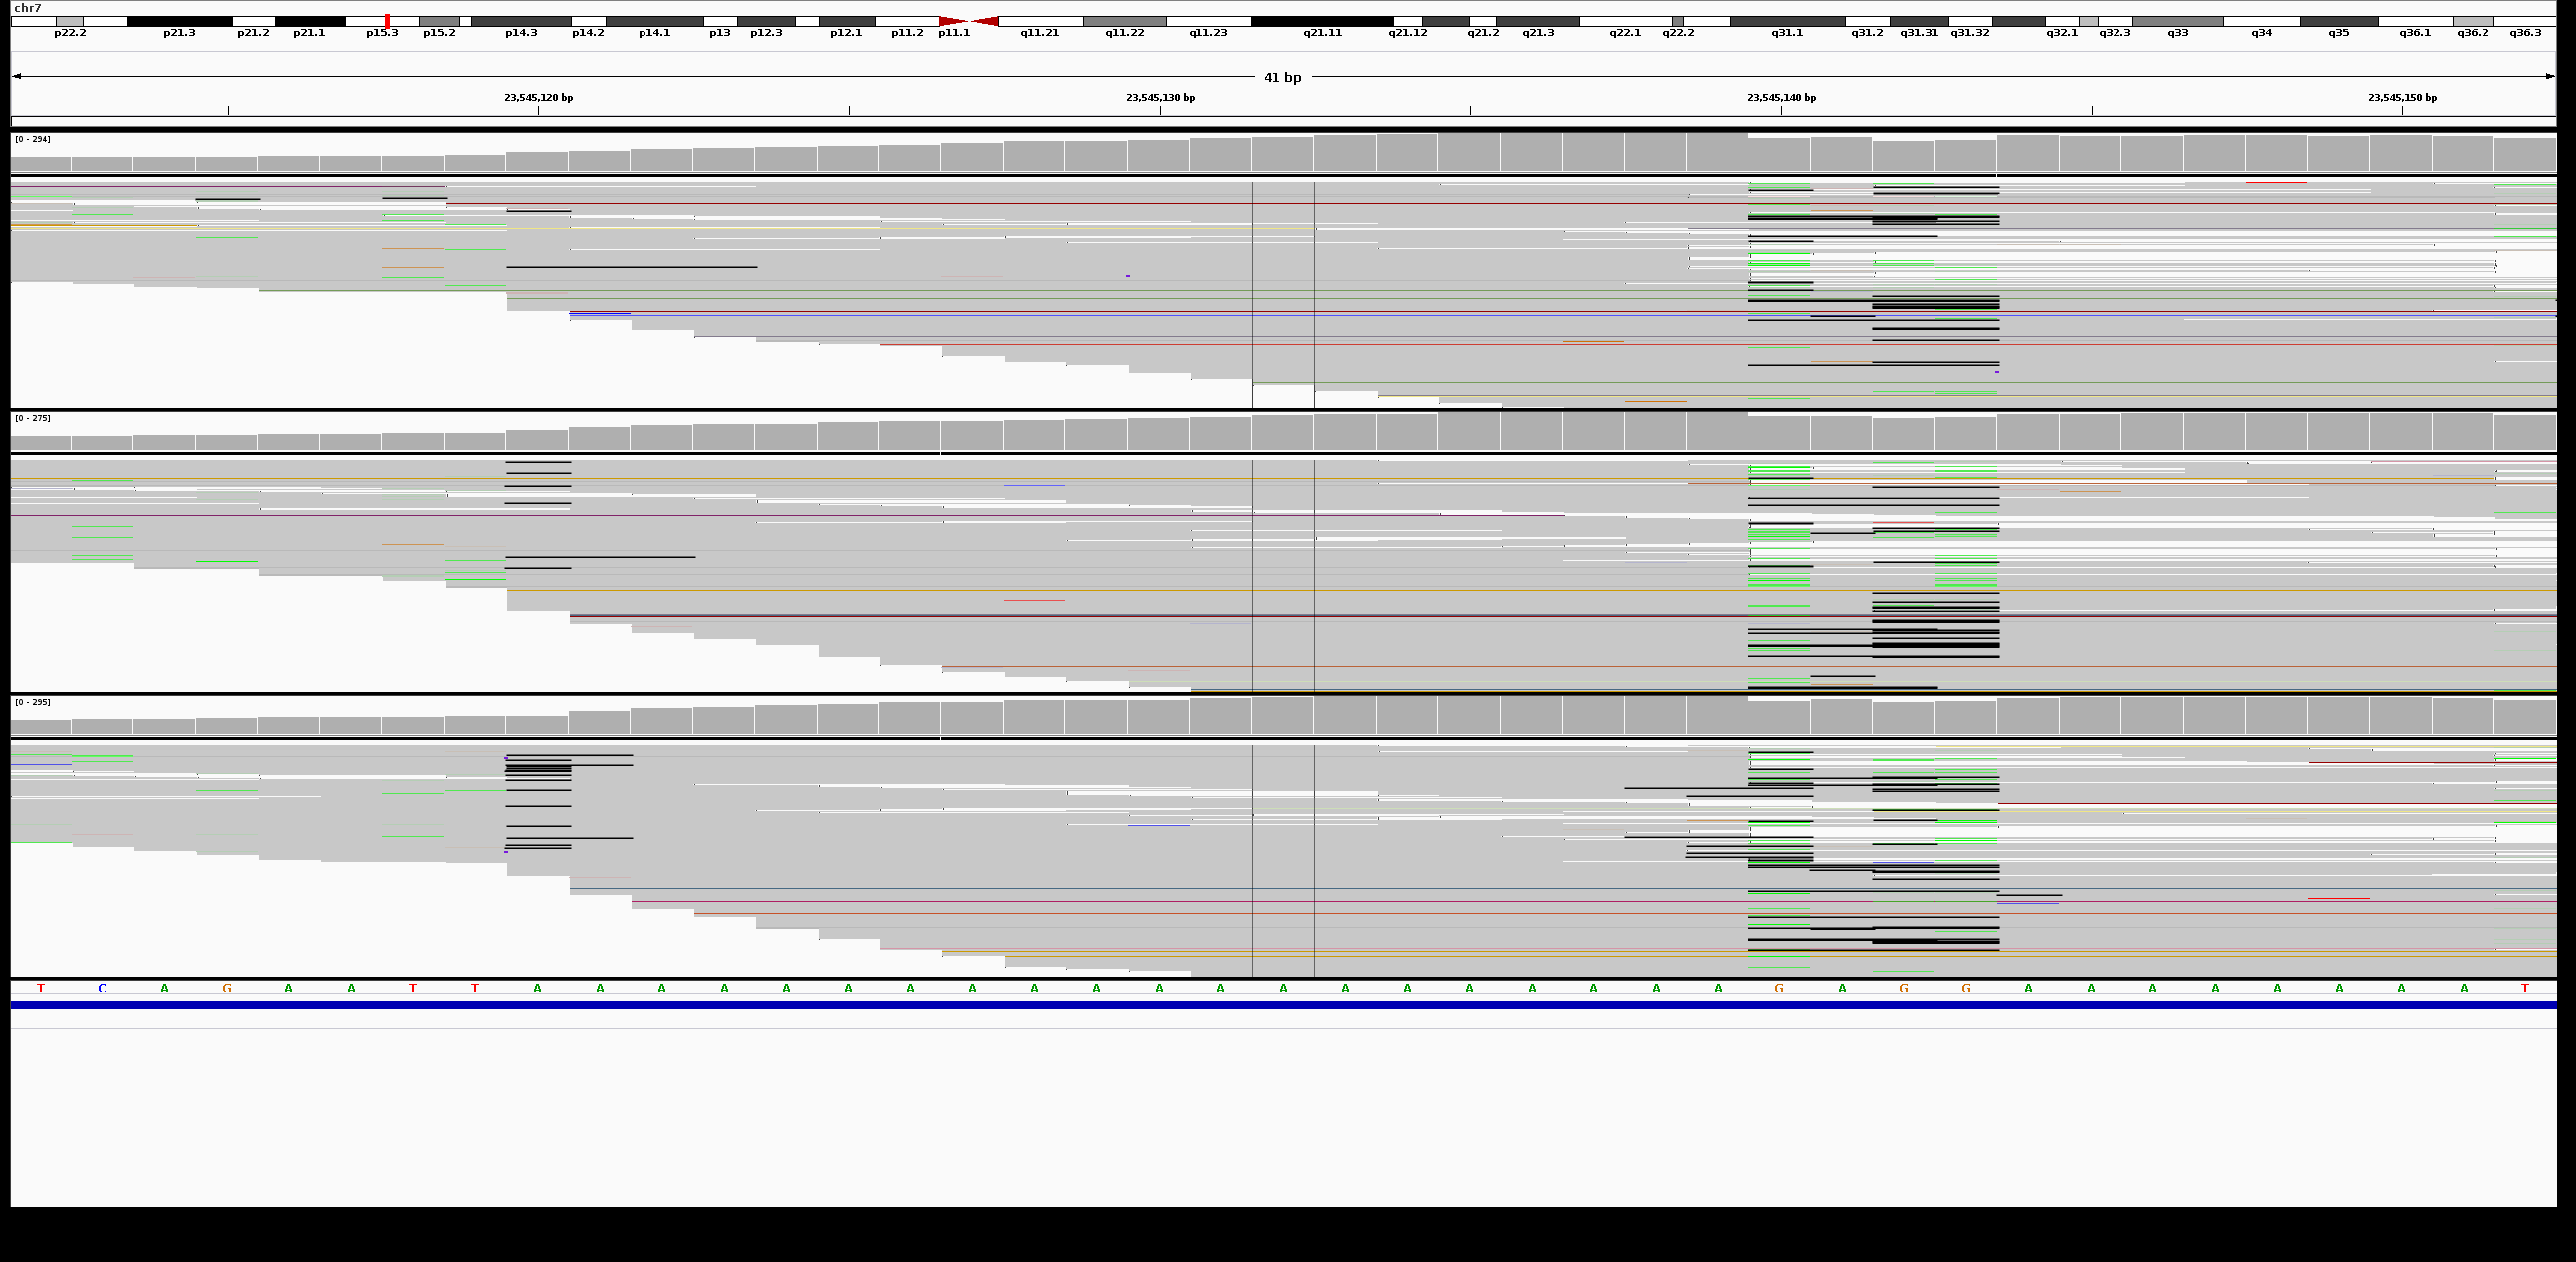 chr7
p22.2 p21.3 p21.2 p21.1 p15.3 p15.2 p14.3 p14.2 p14.1 p13 p12.3 p12.1 p11.2 p11.1 q11.21 q11.22 q11.23 q21.11 q21.12 q21.2 q21.3 q22.1 q22.2 q31.1 q31.2 q31.31 q31.32 q32.1 q32.3 q33 q34 q35 q36.1 q36.2 q36.3
41 bp
23,545,120 bp 23,545,130 bp 23,545,140 bp 23,545,150 bp
[0 - 294]
[0 - 275]
[0 - 295]
T C A G A A T T A A A A A A A A A A A A A A A A A A A A G A G G A A A A A A A A T